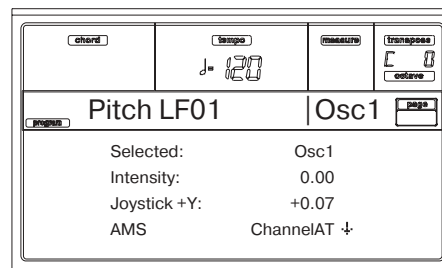 chord tempo measure transpose
♩= 120 C 0
octave
program Pitch LF01 Osc1 page
Selected: Osc1
Intensity: 0.00
Joystick +Y: +0.07
AMS ChannelAT